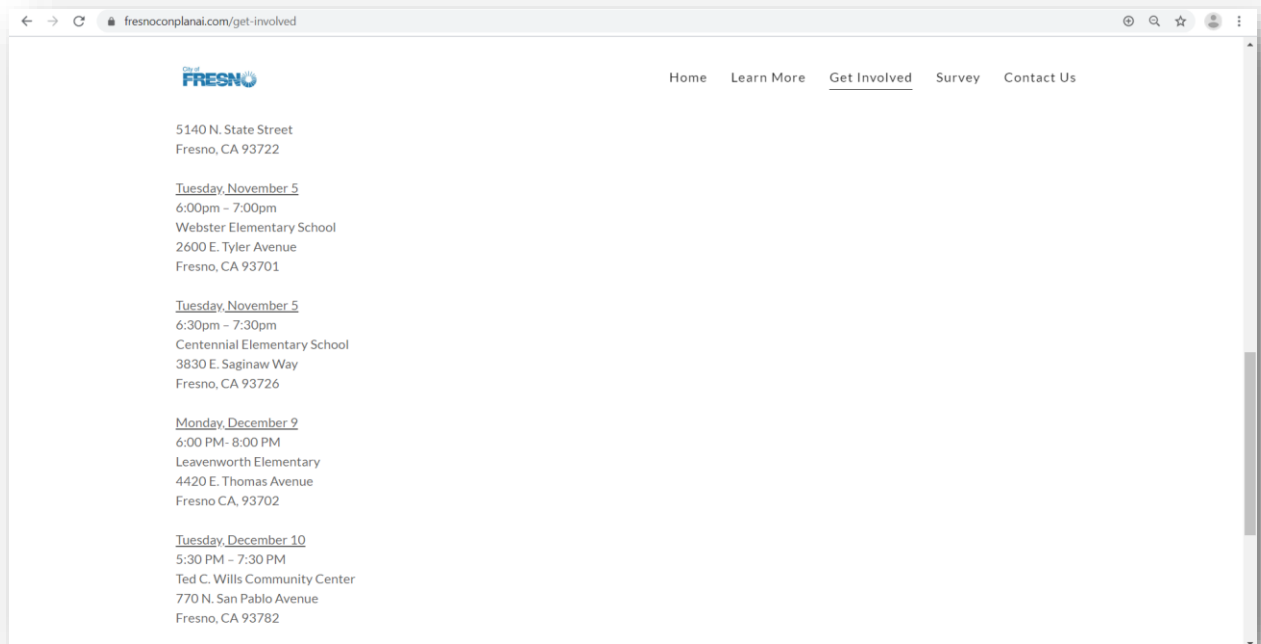 fresnoconplanai.com/get-involved
City of
FRESNO
Home Learn More Get Involved Survey Contact Us
5140 N. State Street
Fresno, CA 93722
Tuesday, November 5
6:00pm – 7:00pm
Webster Elementary School
2600 E. Tyler Avenue
Fresno, CA 93701
Tuesday, November 5
6:30pm – 7:30pm
Centennial Elementary School
3830 E. Saginaw Way
Fresno, CA 93726
Monday, December 9
6:00 PM- 8:00 PM
Leavenworth Elementary
4420 E. Thomas Avenue
Fresno CA, 93702
Tuesday, December 10
5:30 PM – 7:30 PM
Ted C. Wills Community Center
770 N. San Pablo Avenue
Fresno, CA 93782